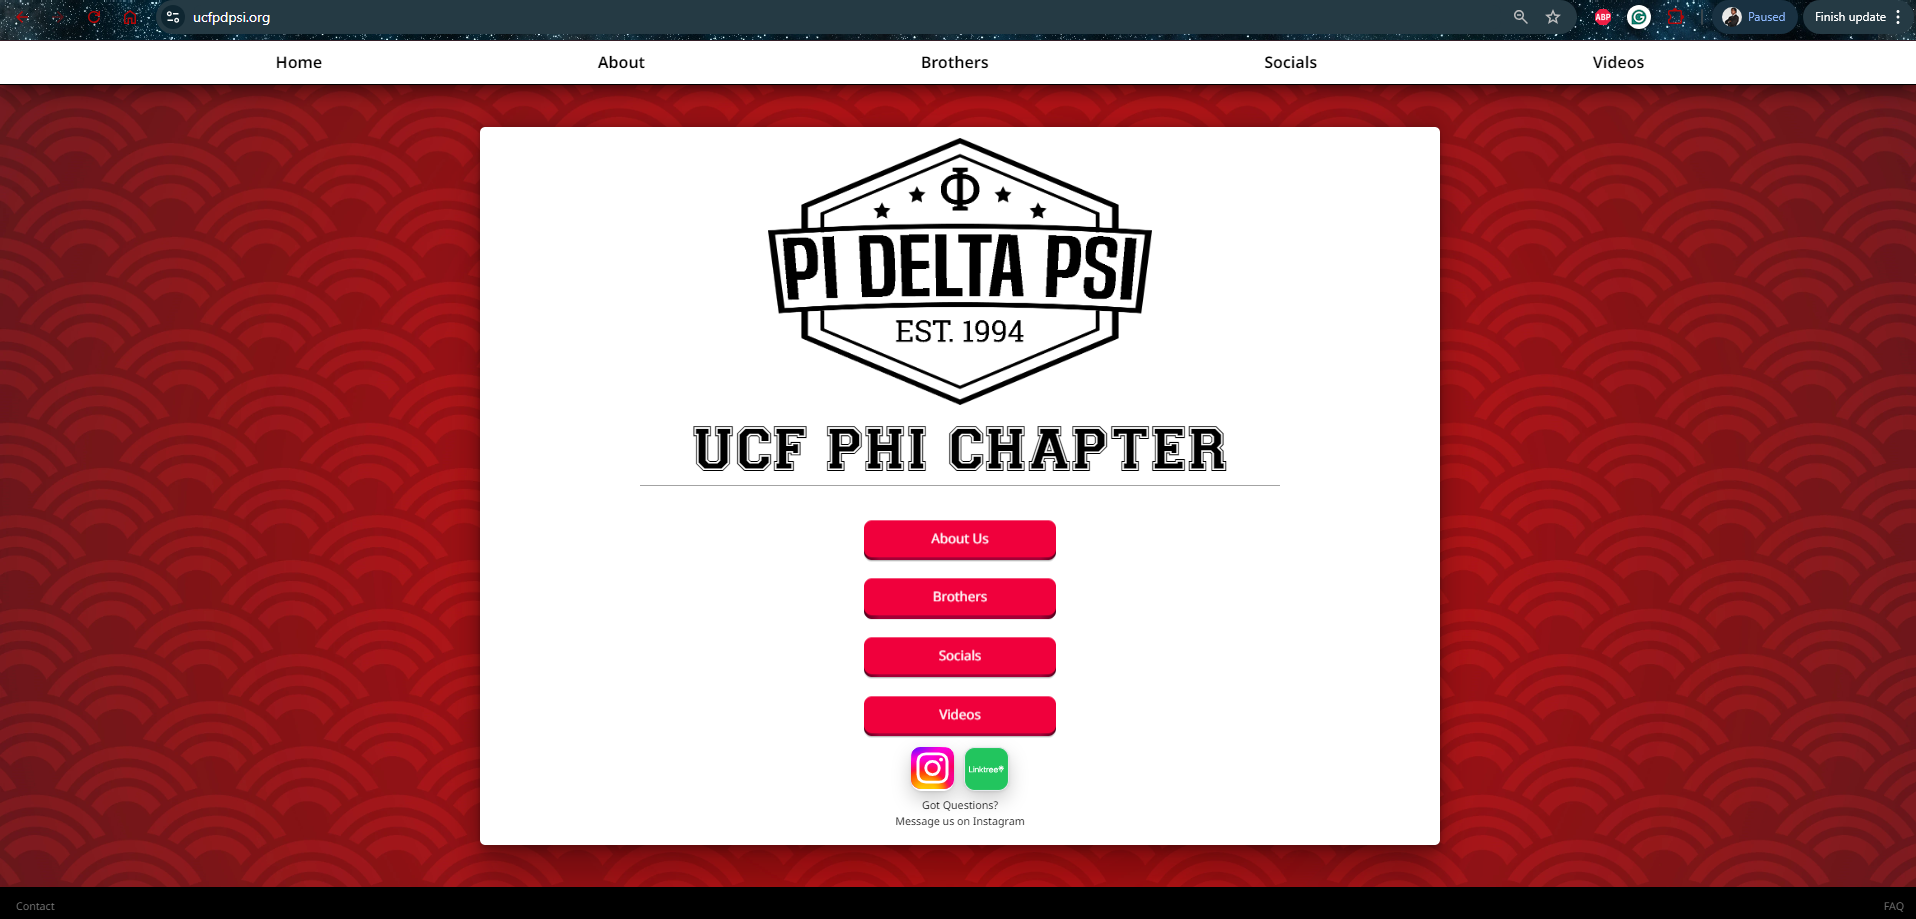 ucfpdpsi.org
ABP
Paused
Finish update
Home
About
Brothers
Socials
Videos
Φ
PI DELTA PSI
EST. 1994
UCF PHI CHAPTER
About Us
Brothers
Socials
Videos
Linktree
Got Questions?
Message us on Instagram
Contact
FAQ